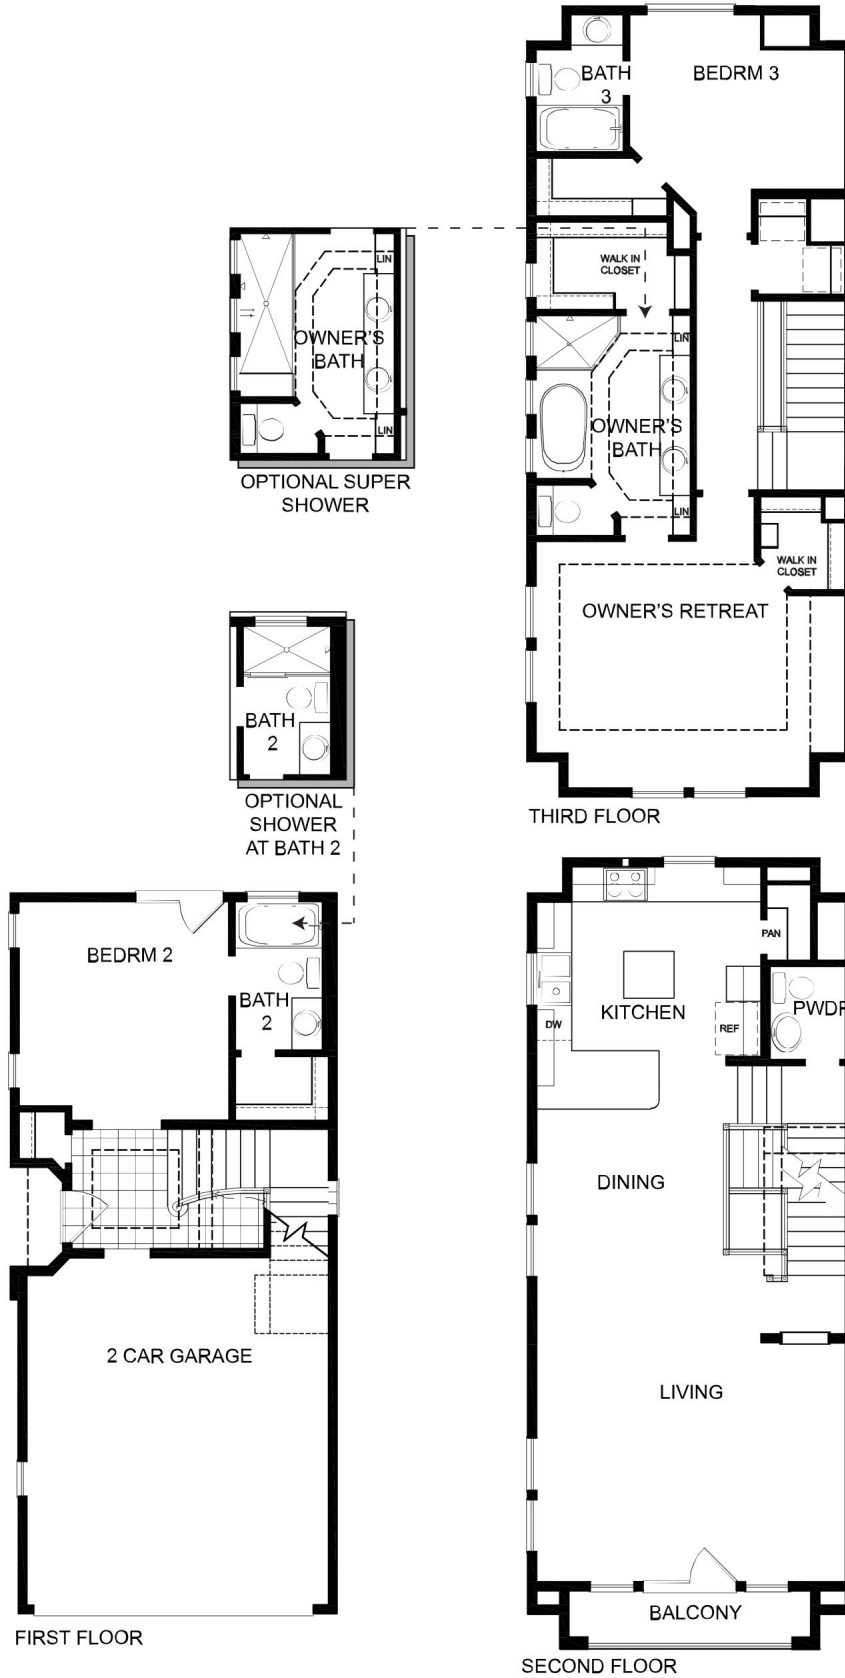 BATH
3
BEDRM 3
WALK IN
CLOSET
LIN
OWNER'S
BATH
LIN
WALK IN
CLOSET
OWNER'S RETREAT
THIRD FLOOR
LIN
OWNER'S
BATH
LIN
OPTIONAL SUPER
SHOWER
BATH
2
OPTIONAL
SHOWER
AT BATH 2
BEDRM 2
BATH
2
2 CAR GARAGE
FIRST FLOOR
PAN
KITCHEN
DW
REF
PWDR
DINING
LIVING
BALCONY
SECOND FLOOR